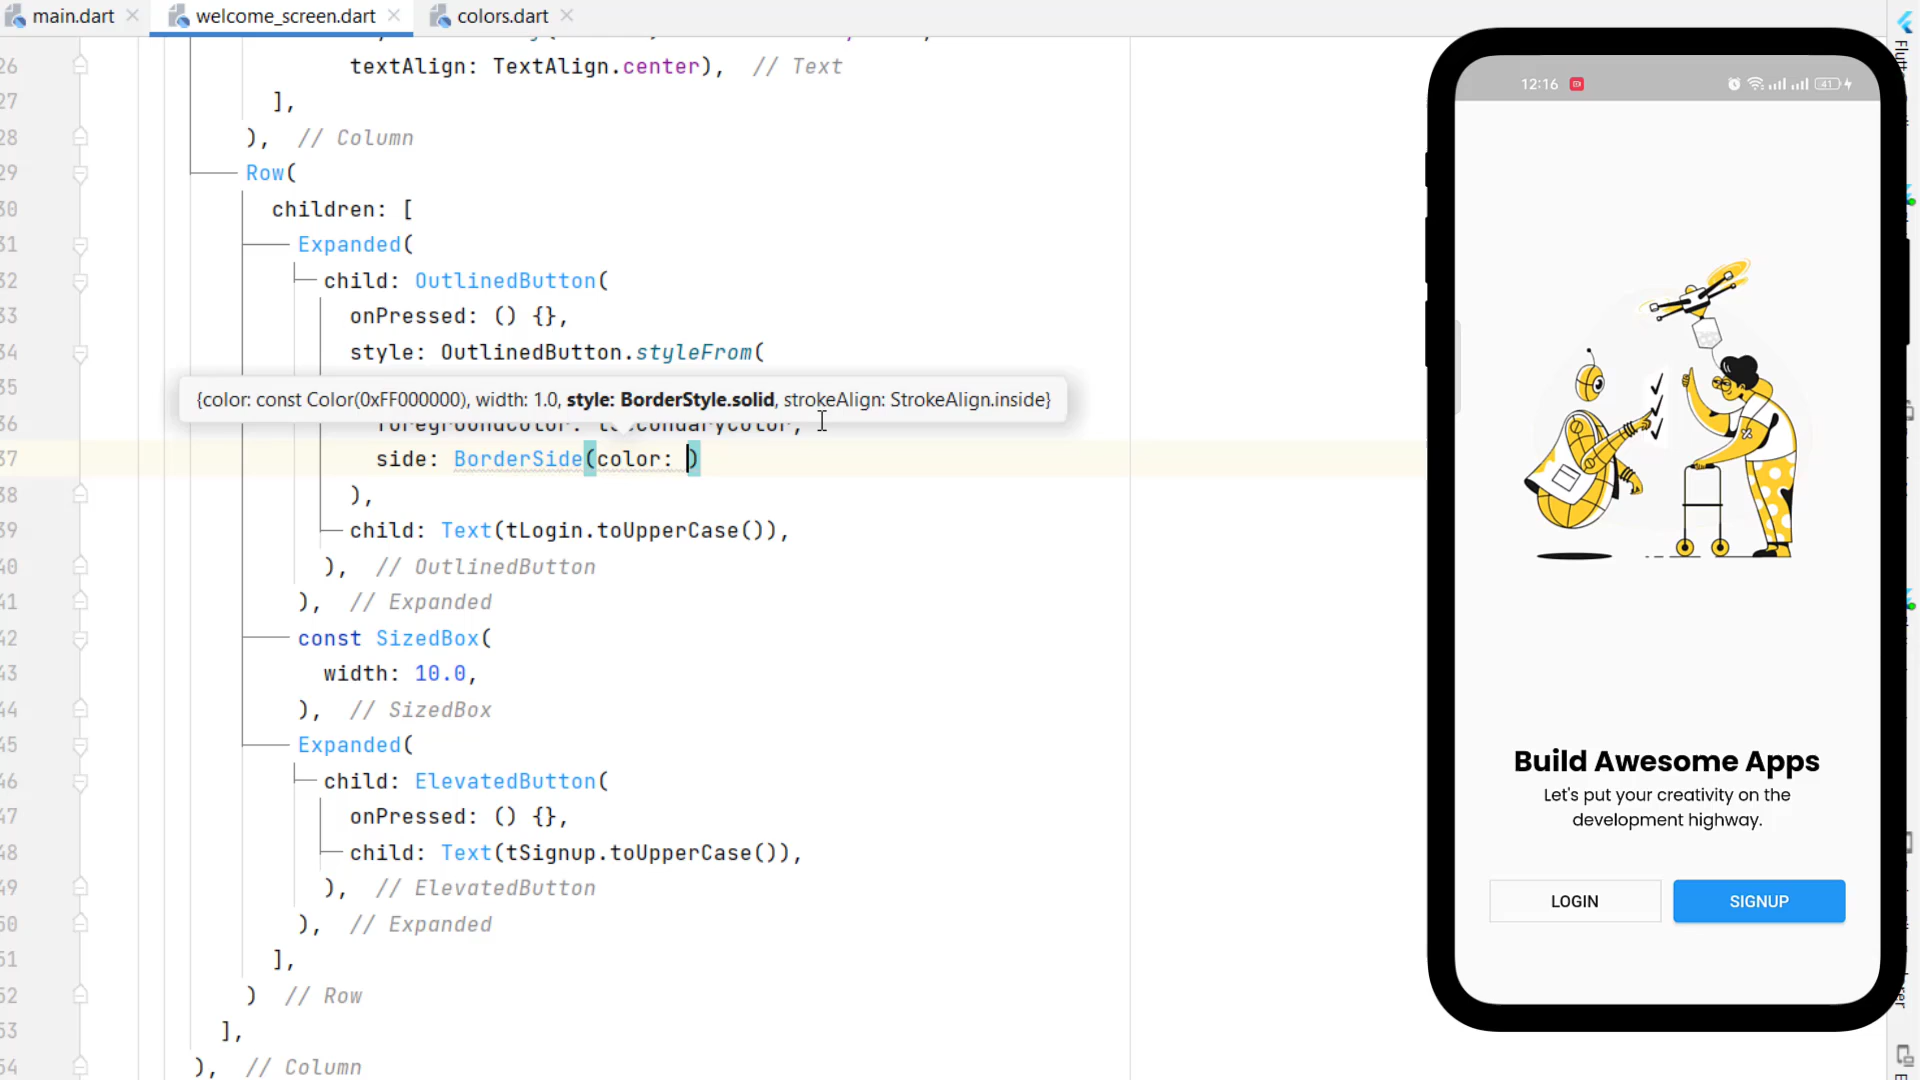 main.dart
welcome_screen.dart
colors.dart
26 textAlign: TextAlign.center), // Text
27 ],
28 ), // Column
29 Row(
30 children: [
31 Expanded(
32 child: OutlinedButton(
33 onPressed: () {},
34 style: OutlinedButton.styleFrom(
35
{color: const Color(0xFF000000), width: 1.0, style: BorderStyle.solid, strokeAlign: StrokeAlign.inside}
36 foregroundColor: tSecondaryColor,
37 side: BorderSide(color: )
38 ),
39 child: Text(tLogin.toUpperCase()),
40 ), // OutlinedButton
41 ), // Expanded
42 const SizedBox(
43 width: 10.0,
44 ), // SizedBox
45 Expanded(
46 child: ElevatedButton(
47 onPressed: () {},
48 child: Text(tSignup.toUpperCase()),
49 ), // ElevatedButton
50 ), // Expanded
51 ],
52 ) // Row
53 ],
54 ), // Column
12:16
41
Build Awesome Apps
Let's put your creativity on the
development highway.
LOGIN
SIGNUP